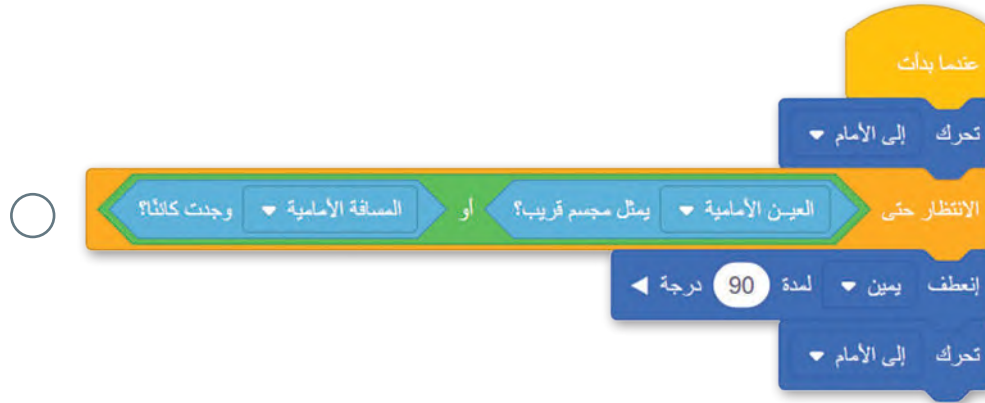 عندما بدأت
تحرك إلى الأمام
الانتظار حتى العين الأمامية يمثل مجسم قريب؟ أو المسافة الأمامية وجدت كائنًا؟
إنعطف يمين لمدة 90 درجة
تحرك إلى الأمام